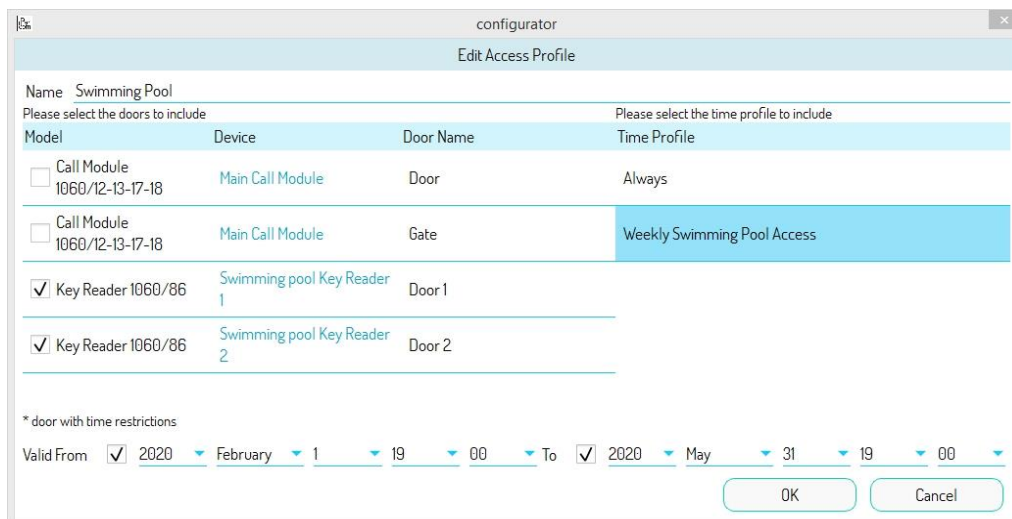 configurator
Edit Access Profile
Name Swimming Pool
Please select the doors to include Please select the time profile to include
Model Device Door Name Time Profile
Call Module
1060/12-13-17-18 Main Call Module Door Always
Call Module
1060/12-13-17-18 Main Call Module Gate Weekly Swimming Pool Access
Key Reader 1060/86 Swimming pool Key Reader
1 Door 1
Key Reader 1060/86 Swimming pool Key Reader
2 Door 2
* door with time restrictions
Valid From 2020 February 1 19 00 To 2020 May 31 19 00
OK Cancel